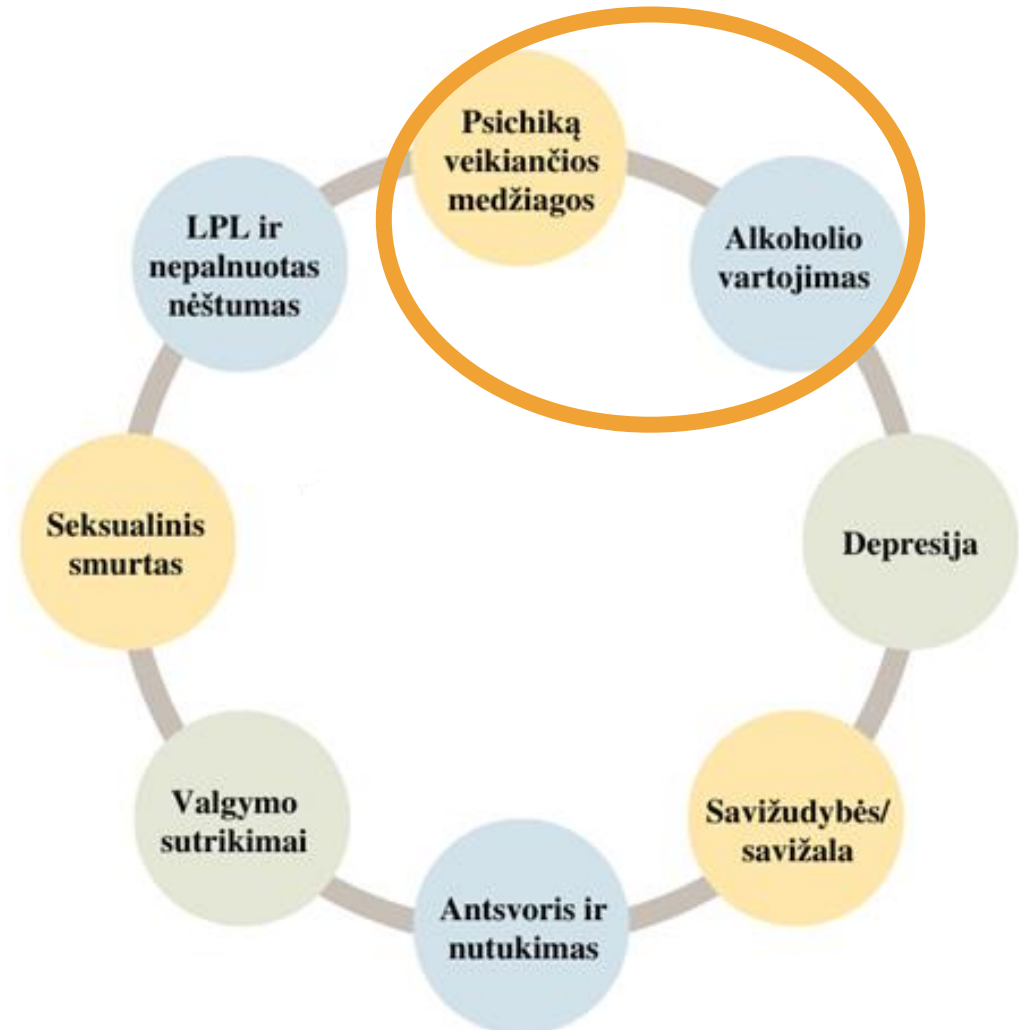 Psichiką
veikiančios
medžiagos
Alkoholio
vartojimas
Depresija
Savižudybės/
savižala
Antsvoris ir
nutukimas
Valgymo
sutrikimai
Seksualinis
smurtas
LPL ir
nepalnuotas
nėštumas